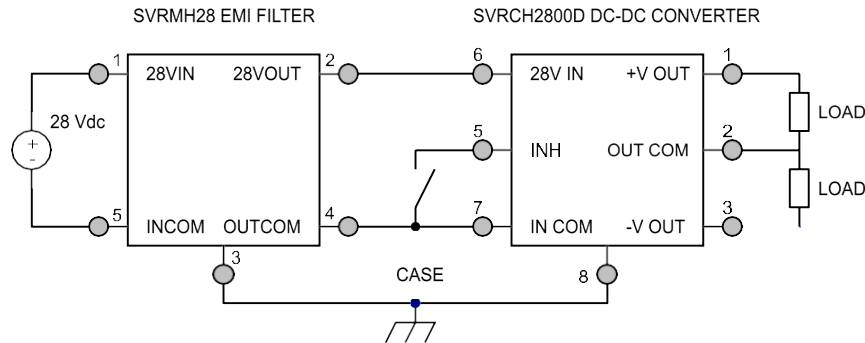 SVRMH28 EMI FILTER
SVRCH2800D DC-DC CONVERTER
1
2
6
1
28VIN
28VOUT
28V IN
+V OUT
28 Vdc
+
-
5
INH
OUT COM
2
LOAD
LOAD
5
4
7
3
INCOM
OUTCOM
IN COM
-V OUT
3
CASE
8